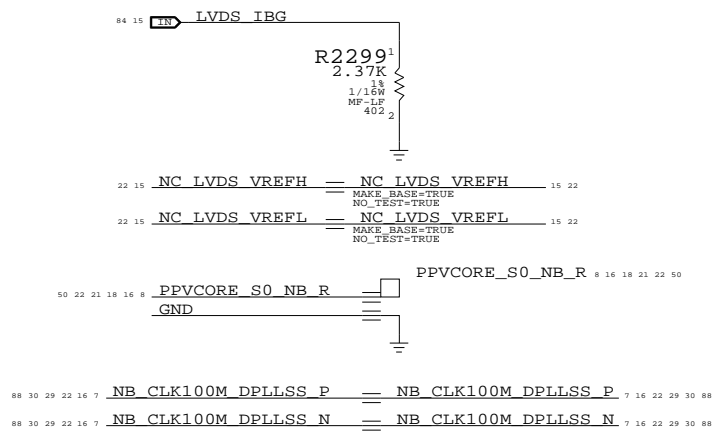 84 15 IN LVDS_IBG
R2299 1
2.37K
1%
1/16W
MF-LF
402 2
22 15 NC_LVDS_VREFH NC_LVDS_VREFH 15 22
MAKE_BASE=TRUE
NO_TEST=TRUE
22 15 NC_LVDS_VREFL NC_LVDS_VREFL 15 22
MAKE_BASE=TRUE
NO_TEST=TRUE
PPVCORE_S0_NB_R 8 16 18 21 22 50
50 22 21 18 16 8 PPVCORE_S0_NB_R
GND
88 30 29 22 16 7 NB_CLK100M_DPLLSS_P NB_CLK100M_DPLLSS_P 7 16 22 29 30 88
88 30 29 22 16 7 NB_CLK100M_DPLLSS_N NB_CLK100M_DPLLSS_N 7 16 22 29 30 88